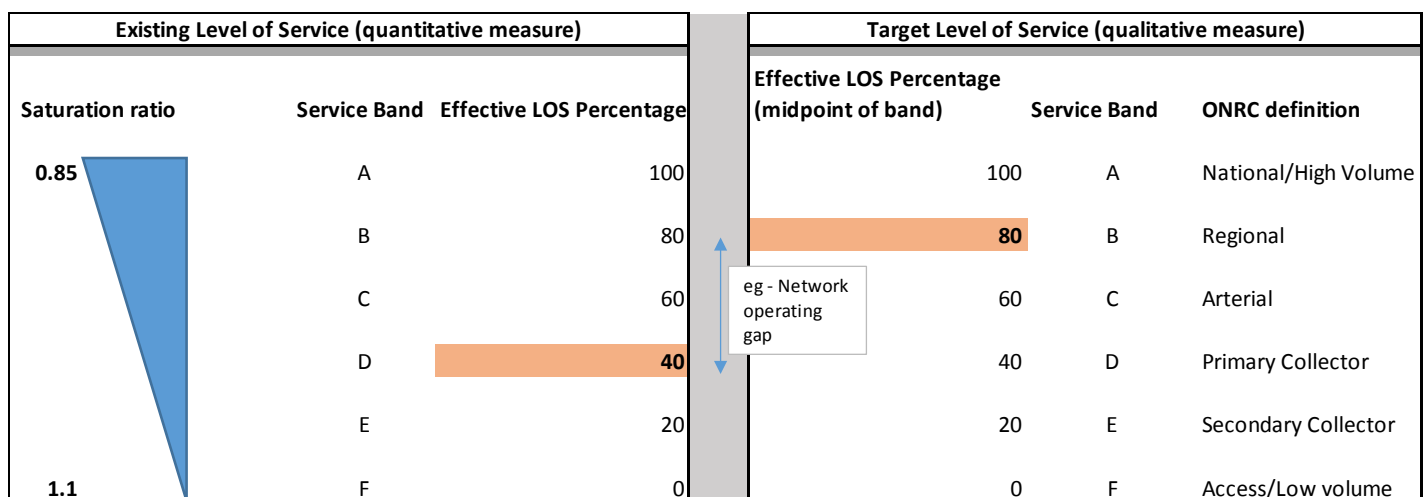 Existing Level of Service (quantitative measure) Target Level of Service (qualitative measure)
Effective LOS Percentage
Saturation ratio Service Band Effective LOS Percentage (midpoint of band) Service Band ONRC definition
0.85 A 100 100 A National/High Volume
B 80 80 B Regional
eg - Network
C 60 operating 60 C Arterial
gap
D 40 40 D Primary Collector
E 20 20 E Secondary Collector
1.1 F 0 0 F Access/Low volume